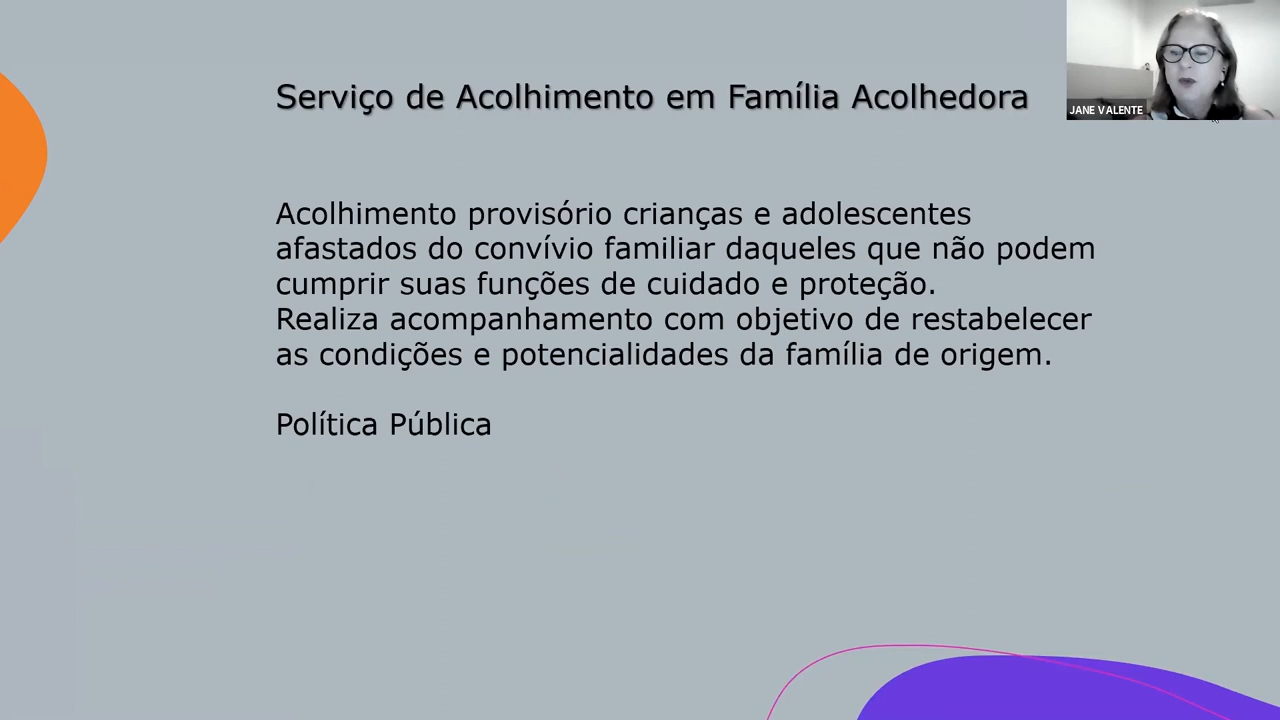 Serviço de Acolhimento em Família Acolhedora
JANE VALENTE
Acolhimento provisório crianças e adolescentes
afastados do convívio familiar daqueles que não podem
cumprir suas funções de cuidado e proteção.
Realiza acompanhamento com objetivo de restabelecer
as condições e potencialidades da família de origem.
Política Pública